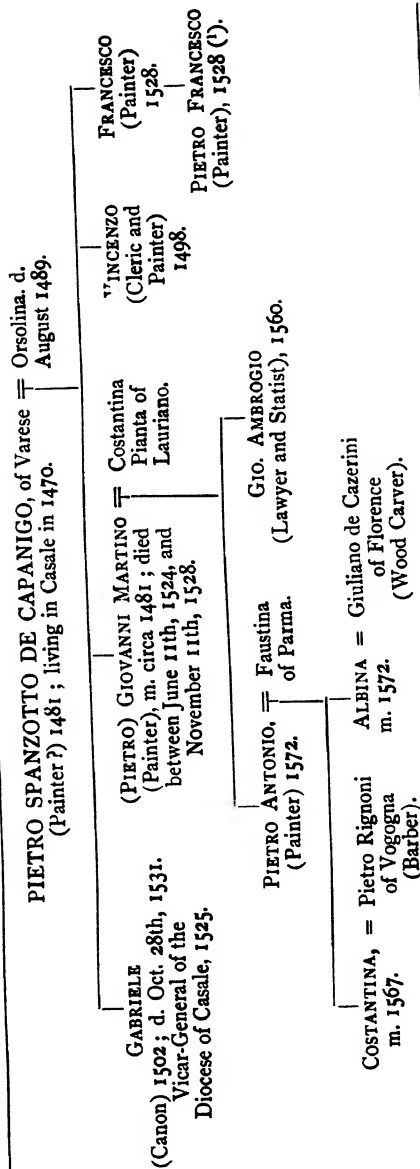 PIETRO SPANZOTTO DE CAPANIGO, of Varese = Orsolina. d.
(Painter ?) 1481 ; living in Casale in 1470. August 1489.
GABRIELE
(Canon) 1502 ; d. Oct. 28th, 1531.
Vicar-General of the
Diocese of Casale, 1525.
(PIETRO) GIOVANNI MARTINO = Costantina
(Painter), m. circa 1481 ; died Pianta of
between June 11th, 1524, and Lauriano.
November 11th, 1528.
"INCENZO
(Cleric and
Painter)
1498.
FRANCESCO
(Painter)
1528.
PIETRO FRANCESCO
(Painter), 1528 (¹).
PIETRO ANTONIO, = Faustina
(Painter) 1572. of Parma.
GIO. AMBROGIO
(Lawyer and Statist), 1560.
COSTANTINA, = Pietro Rignoni
m. 1567. of Vogogna
(Barber).
ALBINA = Giuliano de Cazerini
m. 1572. of Florence
(Wood Carver).